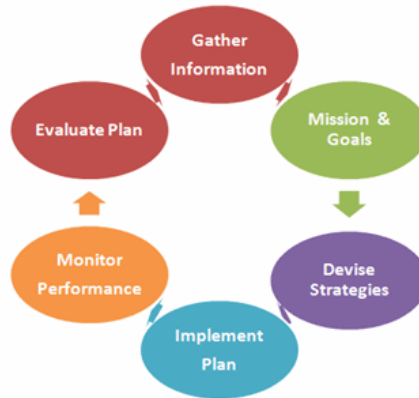 Gather
Information
Mission &
Goals
Devise
Strategies
Implement
Plan
Monitor
Performance
Evaluate Plan